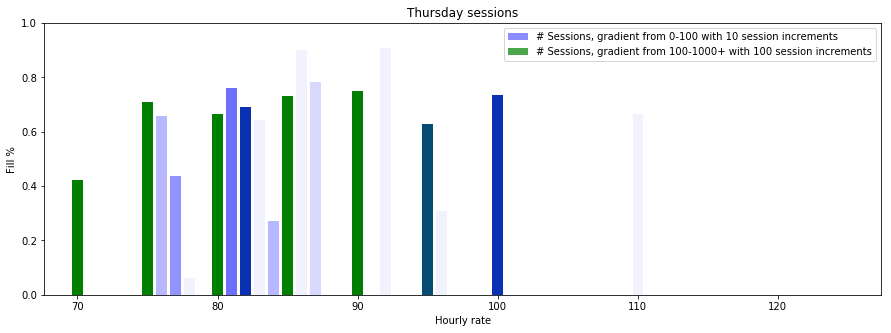 Thursday sessions
# Sessions, gradient from 0-100 with 10 session increments
# Sessions, gradient from 100-1000+ with 100 session increments
Fill %
1.0
0.8
0.6
0.4
0.2
0.0
70 80 90 100 110 120
Hourly rate